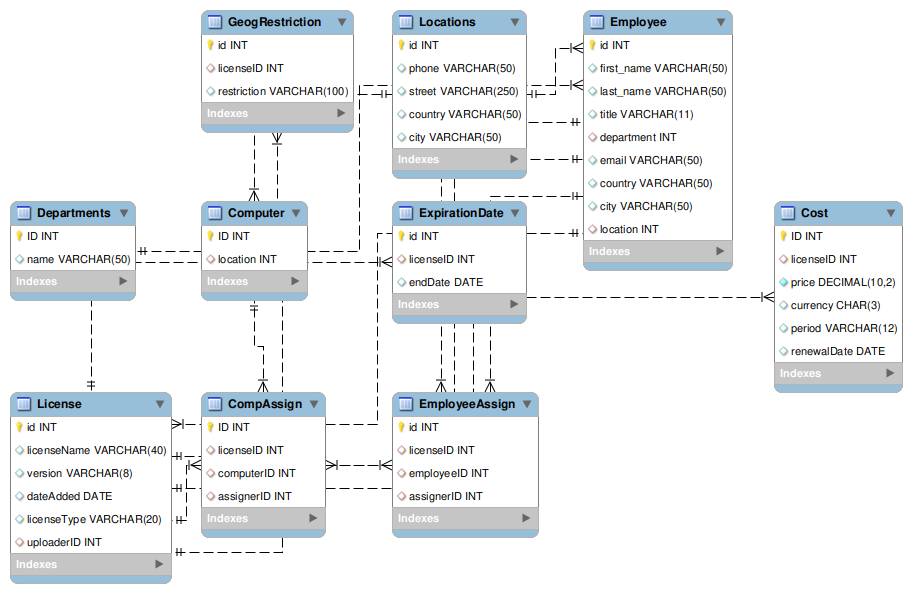 GeogRestriction
id INT
licenseID INT
restriction VARCHAR(100)
Indexes
Locations
id INT
phone VARCHAR(50)
street VARCHAR(250)
country VARCHAR(50)
city VARCHAR(50)
Indexes
Employee
id INT
first_name VARCHAR(50)
last_name VARCHAR(50)
title VARCHAR(11)
department INT
email VARCHAR(50)
country VARCHAR(50)
city VARCHAR(50)
location INT
Indexes
Departments
ID INT
name VARCHAR(50)
Indexes
Computer
ID INT
location INT
Indexes
ExpirationDate
id INT
licenseID INT
endDate DATE
Indexes
Cost
ID INT
licenseID INT
price DECIMAL(10,2)
currency CHAR(3)
period VARCHAR(12)
renewalDate DATE
Indexes
License
id INT
licenseName VARCHAR(40)
version VARCHAR(8)
dateAdded DATE
licenseType VARCHAR(20)
uploaderID INT
Indexes
CompAssign
ID INT
licenseID INT
computerID INT
assignerID INT
Indexes
EmployeeAssign
id INT
licenseID INT
employeeID INT
assignerID INT
Indexes